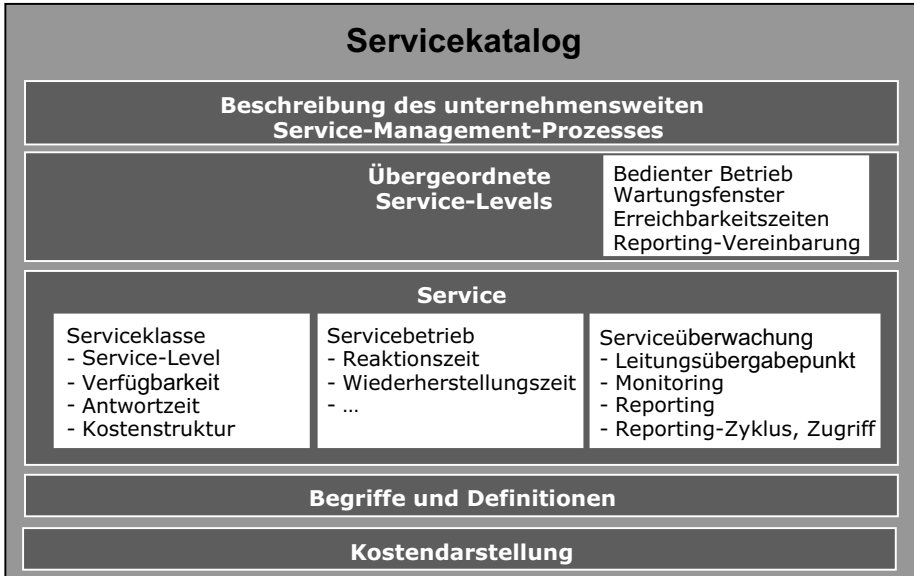 Servicekatalog
Beschreibung des unternehmensweiten
Service-Management-Prozesses
Übergeordnete
Service-Levels
Bedienter Betrieb
Wartungsfenster
Erreichbarkeitszeiten
Reporting-Vereinbarung
Service
Serviceklasse
- Service-Level
- Verfügbarkeit
- Antwortzeit
- Kostenstruktur
Servicebetrieb
- Reaktionszeit
- Wiederherstellungszeit
- ...
Serviceüberwachung
- Leitungsübergabepunkt
- Monitoring
- Reporting
- Reporting-Zyklus, Zugriff
Begriffe und Definitionen
Kostendarstellung